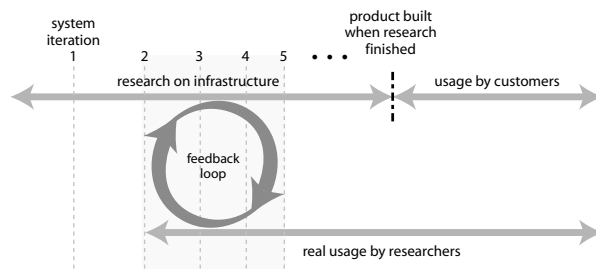 system
iteration
product built
when research
finished
1
2
3
4
5
...
research on infrastructure
usage by customers
feedback
loop
real usage by researchers